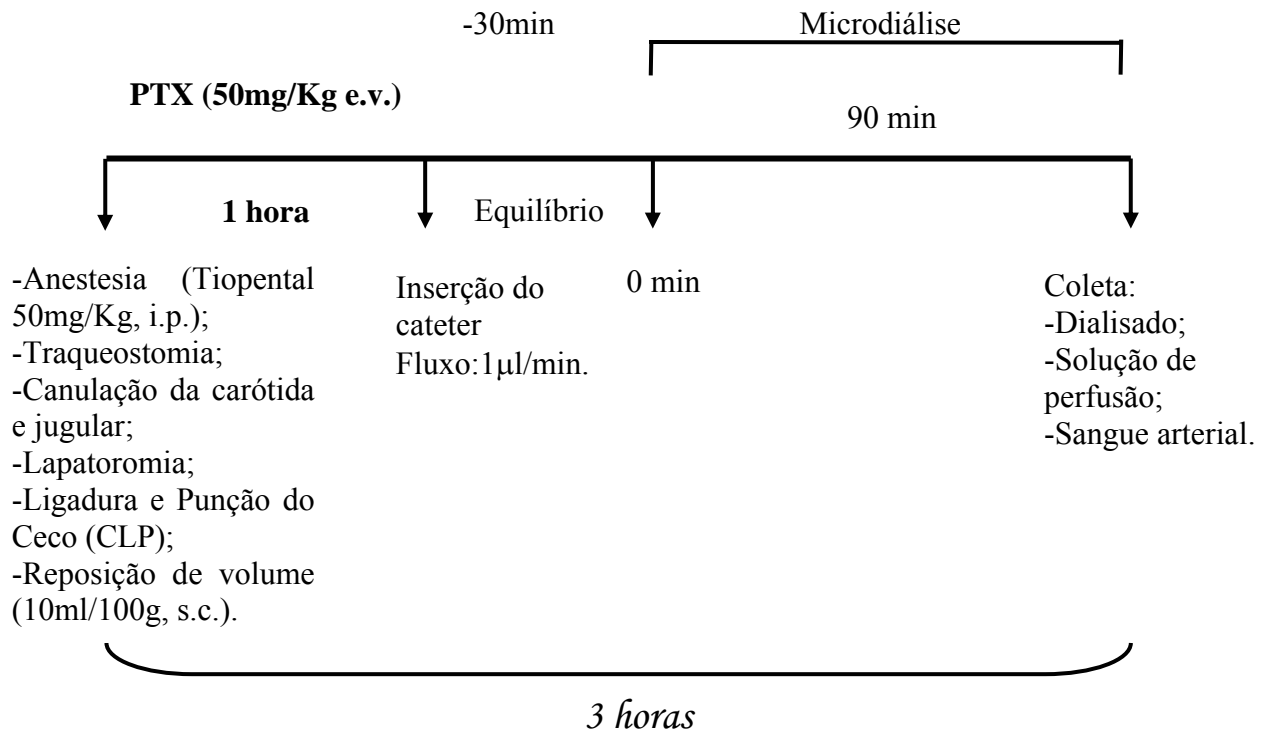 -30min
Microdiálise
PTX (50mg/Kg e.v.)
90 min
1 hora
Equilíbrio
-Anestesia (Tiopental
50mg/Kg, i.p.);
-Traqueostomia;
-Canulação da carótida
e jugular;
-Lapatoromia;
-Ligadura e Punção do
Ceco (CLP);
-Reposição de volume
(10ml/100g, s.c.).
Inserção do
cateter
Fluxo:1µl/min.
0 min
Coleta:
-Dialisado;
-Solução de
perfusão;
-Sangue arterial.
3 horas